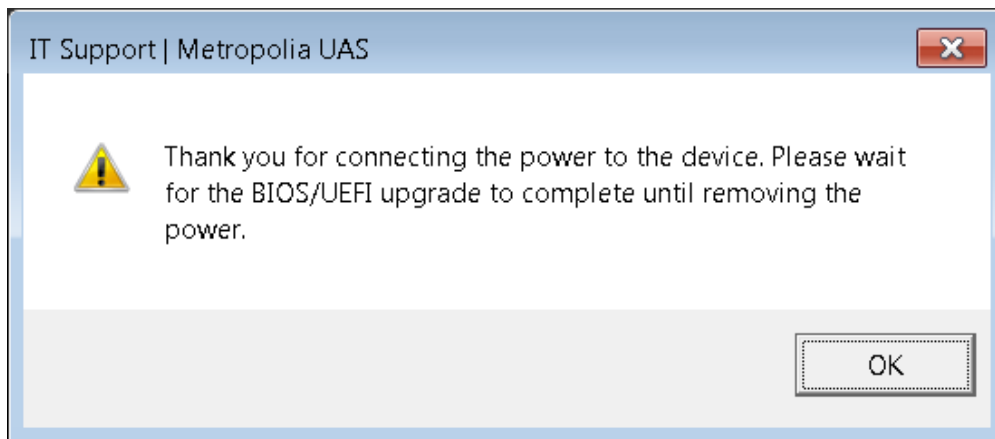 IT Support | Metropolia UAS
Thank you for connecting the power to the device. Please wait
for the BIOS/UEFI upgrade to complete until removing the
power.
OK